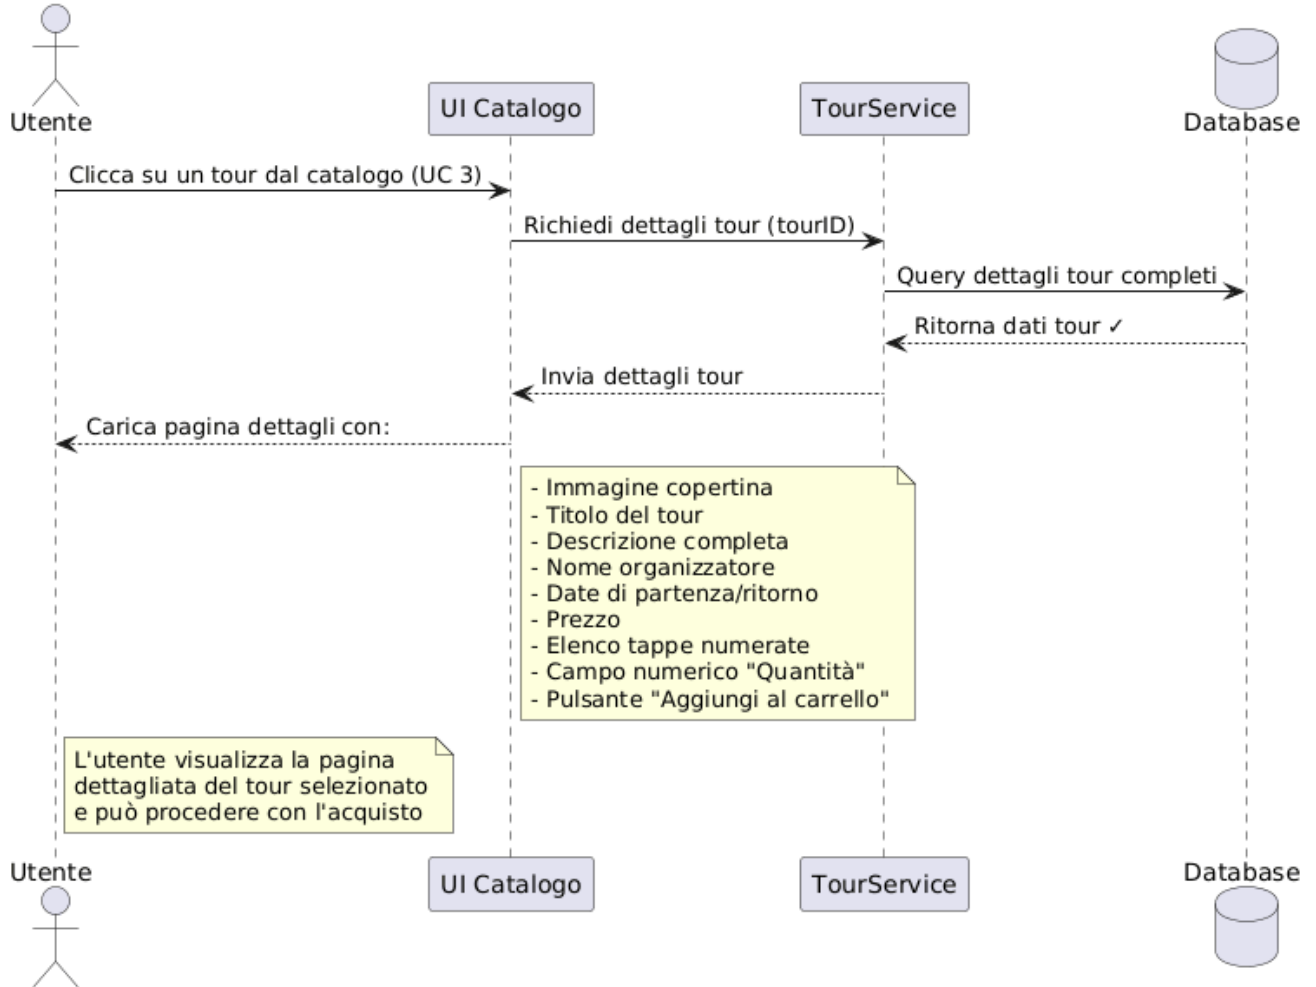 Utente
UI Catalogo
TourService
Database
Clicca su un tour dal catalogo (UC 3)
Richiedi dettagli tour (tourID)
Query dettagli tour completi
Ritorna dati tour ✓
Invia dettagli tour
Carica pagina dettagli con:
- Immagine copertina
- Titolo del tour
- Descrizione completa
- Nome organizzatore
- Date di partenza/ritorno
- Prezzo
- Elenco tappe numerate
- Campo numerico "Quantità"
- Pulsante "Aggiungi al carrello"
L'utente visualizza la pagina
dettagliata del tour selezionato
e può procedere con l'acquisto
Utente
UI Catalogo
TourService
Database